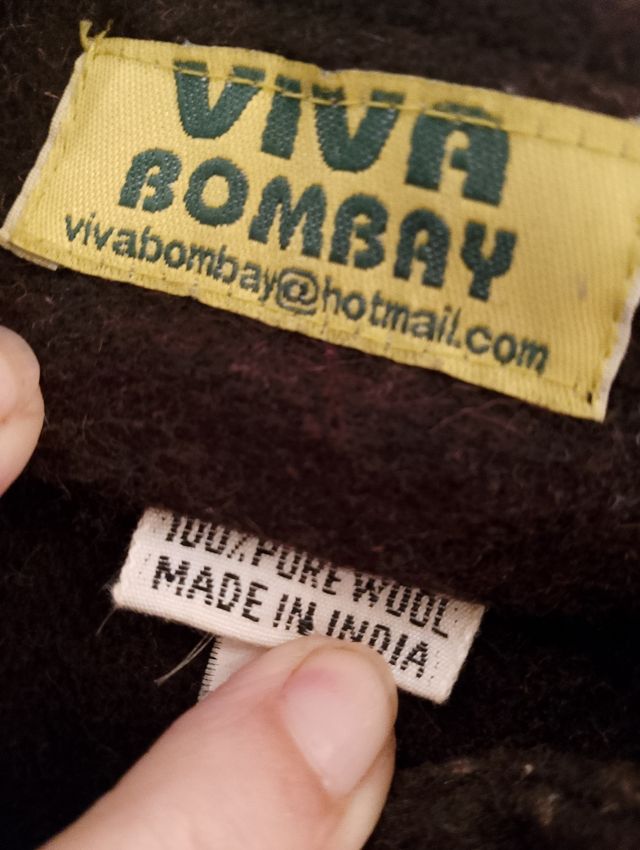 VIVA
BOMBAY
vivabombay@hotmail.com
100% PURE WOOL
MADE IN INDIA